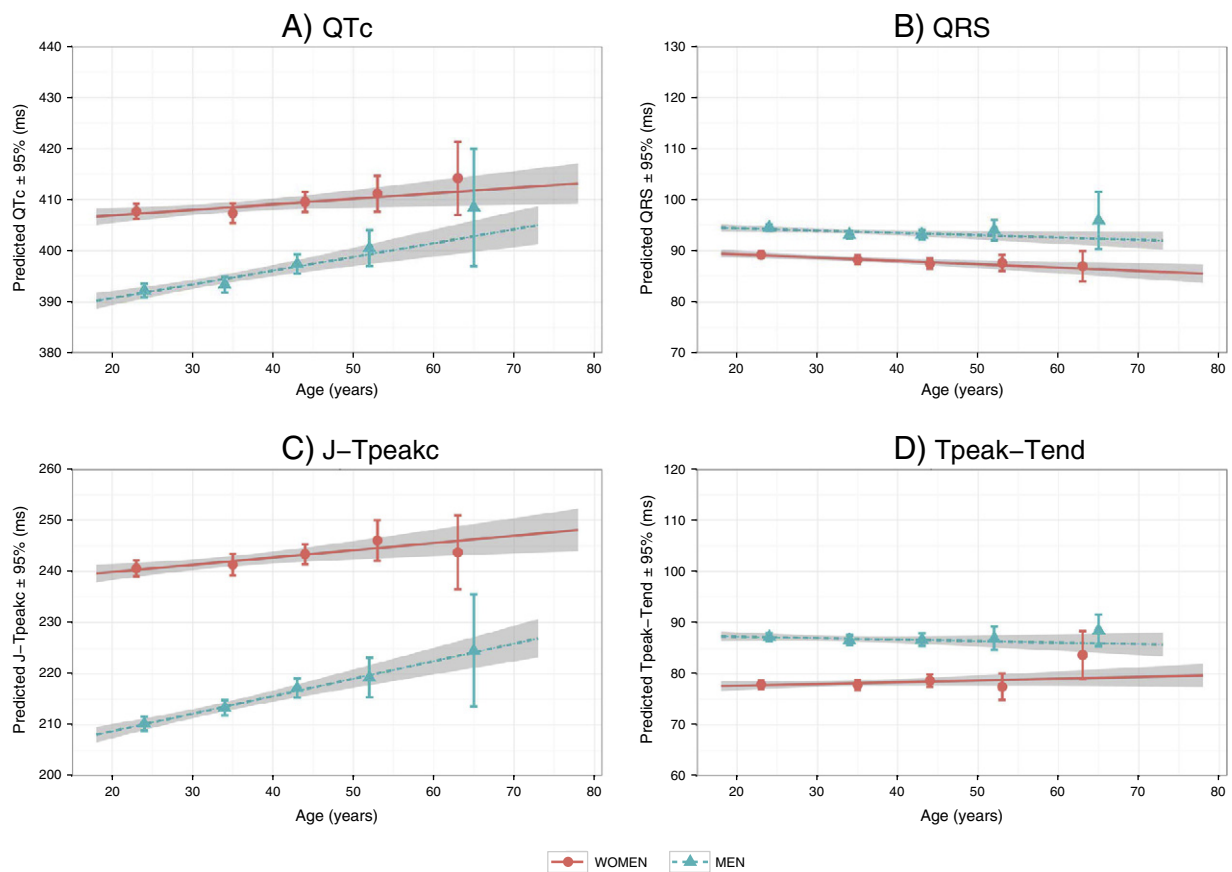 A) QTc
Predicted QTc ± 95% (ms)
440
430
420
410
400
390
380
20 30 40 50 60 70 80
Age (years)
B) QRS
Predicted QRS ± 95% (ms)
130
120
110
100
90
80
70
20 30 40 50 60 70 80
Age (years)
C) J−Tpeakc
Predicted J−Tpeakc ± 95% (ms)
260
250
240
230
220
210
200
20 30 40 50 60 70 80
Age (years)
D) Tpeak−Tend
Predicted Tpeak−Tend ± 95% (ms)
120
110
100
90
80
70
60
20 30 40 50 60 70 80
Age (years)
WOMEN MEN